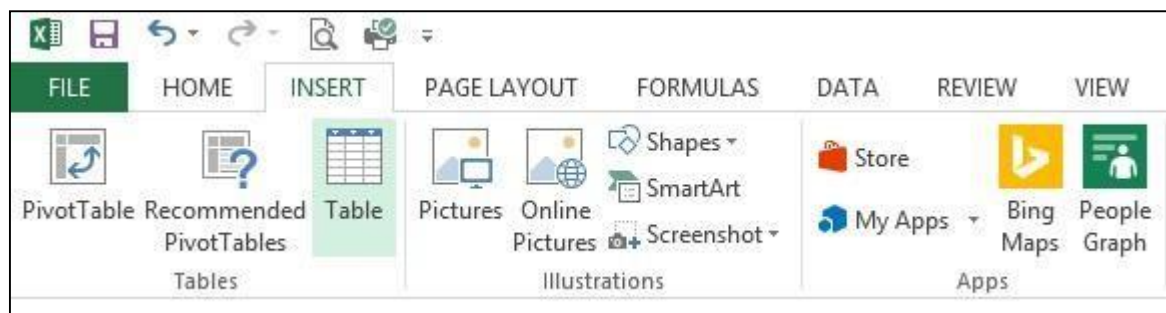 FILE HOME INSERT PAGE LAYOUT FORMULAS DATA REVIEW VIEW
PivotTable
Recommended
PivotTables
Table
Tables
Pictures
Online
Pictures
Shapes
SmartArt
Screenshot
Illustrations
Store
My Apps
Bing
Maps
People
Graph
Apps